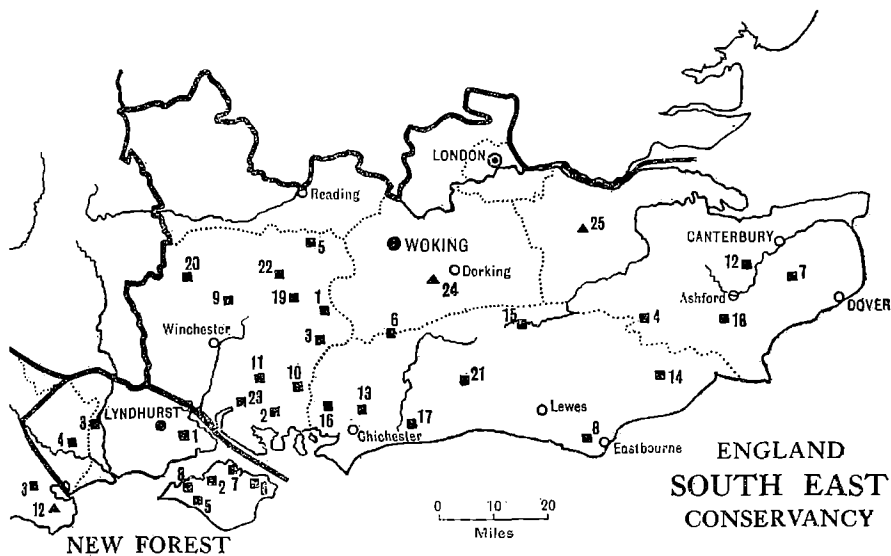 LONDON
Reading
5
WOKING
25
CANTERBURY
20
22
Dorking
12
7
24
9
19
1
Ashford
DOVER
Winchester
3
6
15
4
18
11
10
21
14
23
13
2
16
Chichester
17
Lewes
8
Eastbourne
LYNDHURST
3
1
4
3
12
8
2
7
6
5
NEW FOREST
0 10 20
Miles
ENGLAND
SOUTH EAST
CONSERVANCY